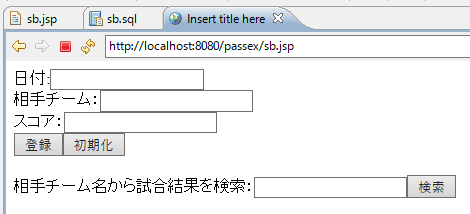 sb.jsp sb.sql Insert title here
http://localhost:8080/passex/sb.jsp
日付:
相手チーム:
スコア:
登録 初期化
相手チーム名から試合結果を検索: 検索